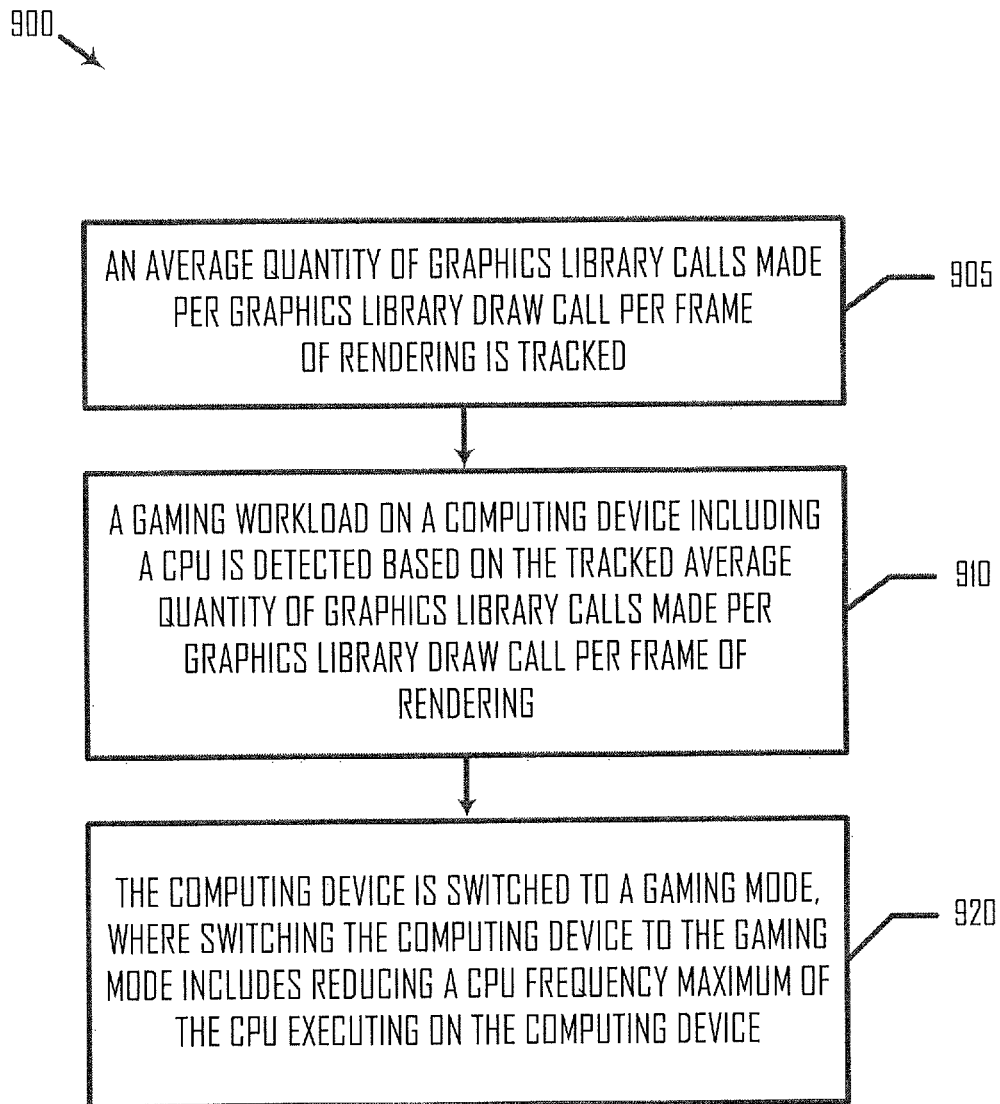 900
AN AVERAGE QUANTITY OF GRAPHICS LIBRARY CALLS MADE
PER GRAPHICS LIBRARY DRAW CALL PER FRAME
OF RENDERING IS TRACKED
905
A GAMING WORKLOAD ON A COMPUTING DEVICE INCLUDING
A CPU IS DETECTED BASED ON THE TRACKED AVERAGE
QUANTITY OF GRAPHICS LIBRARY CALLS MADE PER
GRAPHICS LIBRARY DRAW CALL PER FRAME OF
RENDERING
910
THE COMPUTING DEVICE IS SWITCHED TO A GAMING MODE,
WHERE SWITCHING THE COMPUTING DEVICE TO THE GAMING
MODE INCLUDES REDUCING A CPU FREQUENCY MAXIMUM OF
THE CPU EXECUTING ON THE COMPUTING DEVICE
920